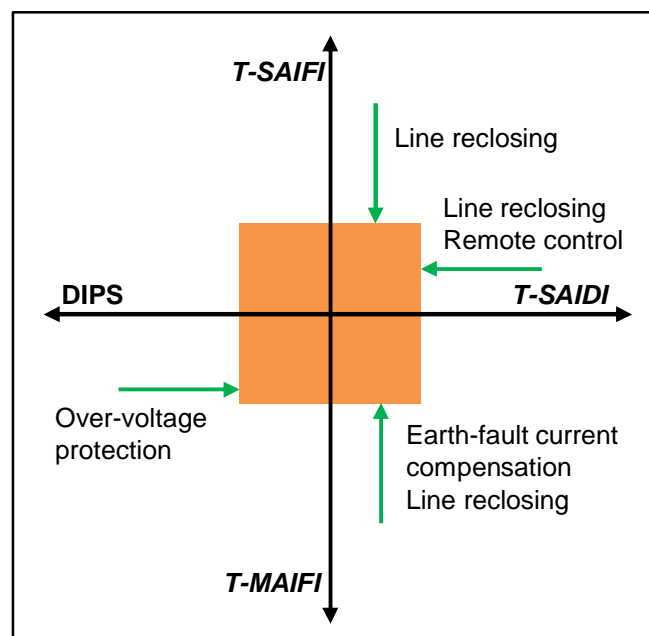 T-SAIFI
Line reclosing
Line reclosing
Remote control
DIPS
T-SAIDI
Over-voltage
protection
Earth-fault current
compensation
Line reclosing
T-MAIFI